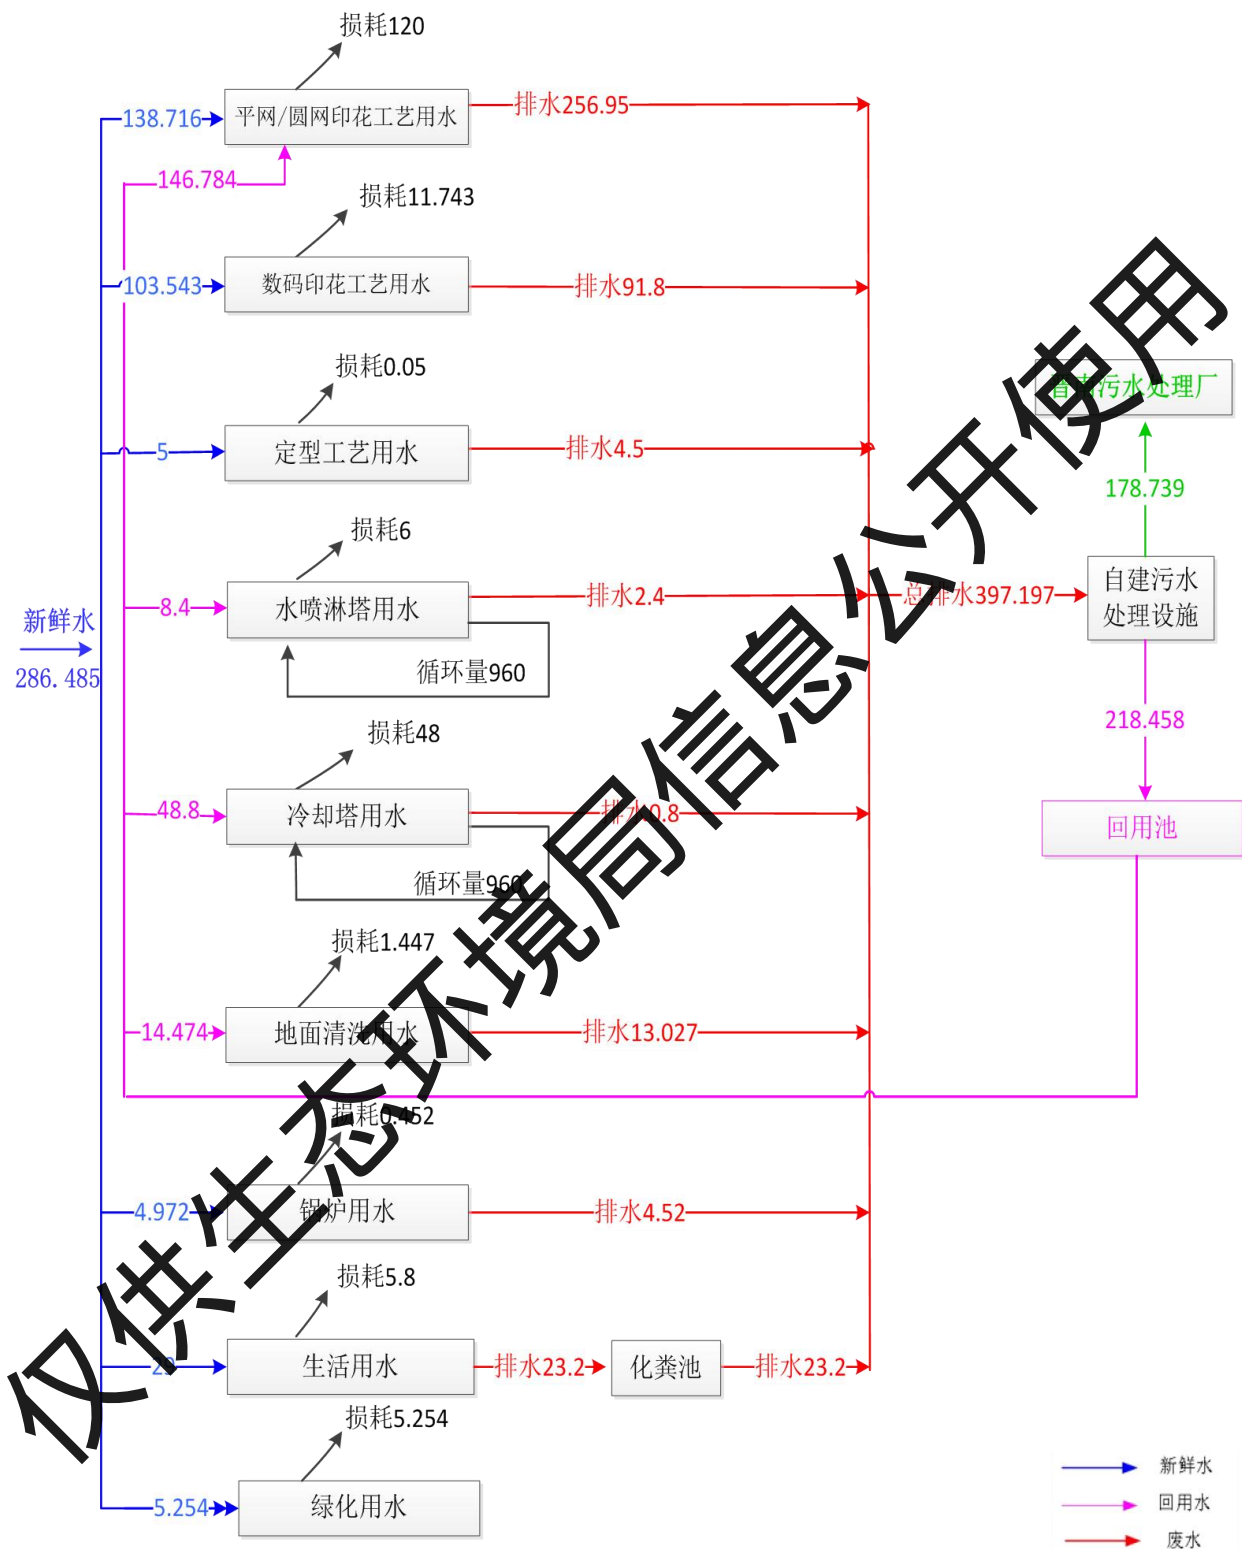 损耗120
138.716
平网/圆网印花工艺用水
排水256.95
146.784
损耗11.743
103.543
数码印花工艺用水
排水91.8
损耗0.05
5
定型工艺用水
排水4.5
污水处理厂
178.739
损耗6
8.4
水喷淋塔用水
排水2.4
循环量960
总排水397.197
自建污水
处理设施
新鲜水
286.485
218.458
回用池
损耗48
48.8
冷却塔用水
排水0.8
循环量960
损耗1.447
14.474
地面清洗用水
排水13.027
损耗0.452
4.972
锅炉用水
排水4.52
损耗5.8
29
生活用水
排水23.2
化粪池
排水23.2
损耗5.254
5.254
绿化用水
新鲜水
回用水
废水
仅供生态环境局信息公开使用